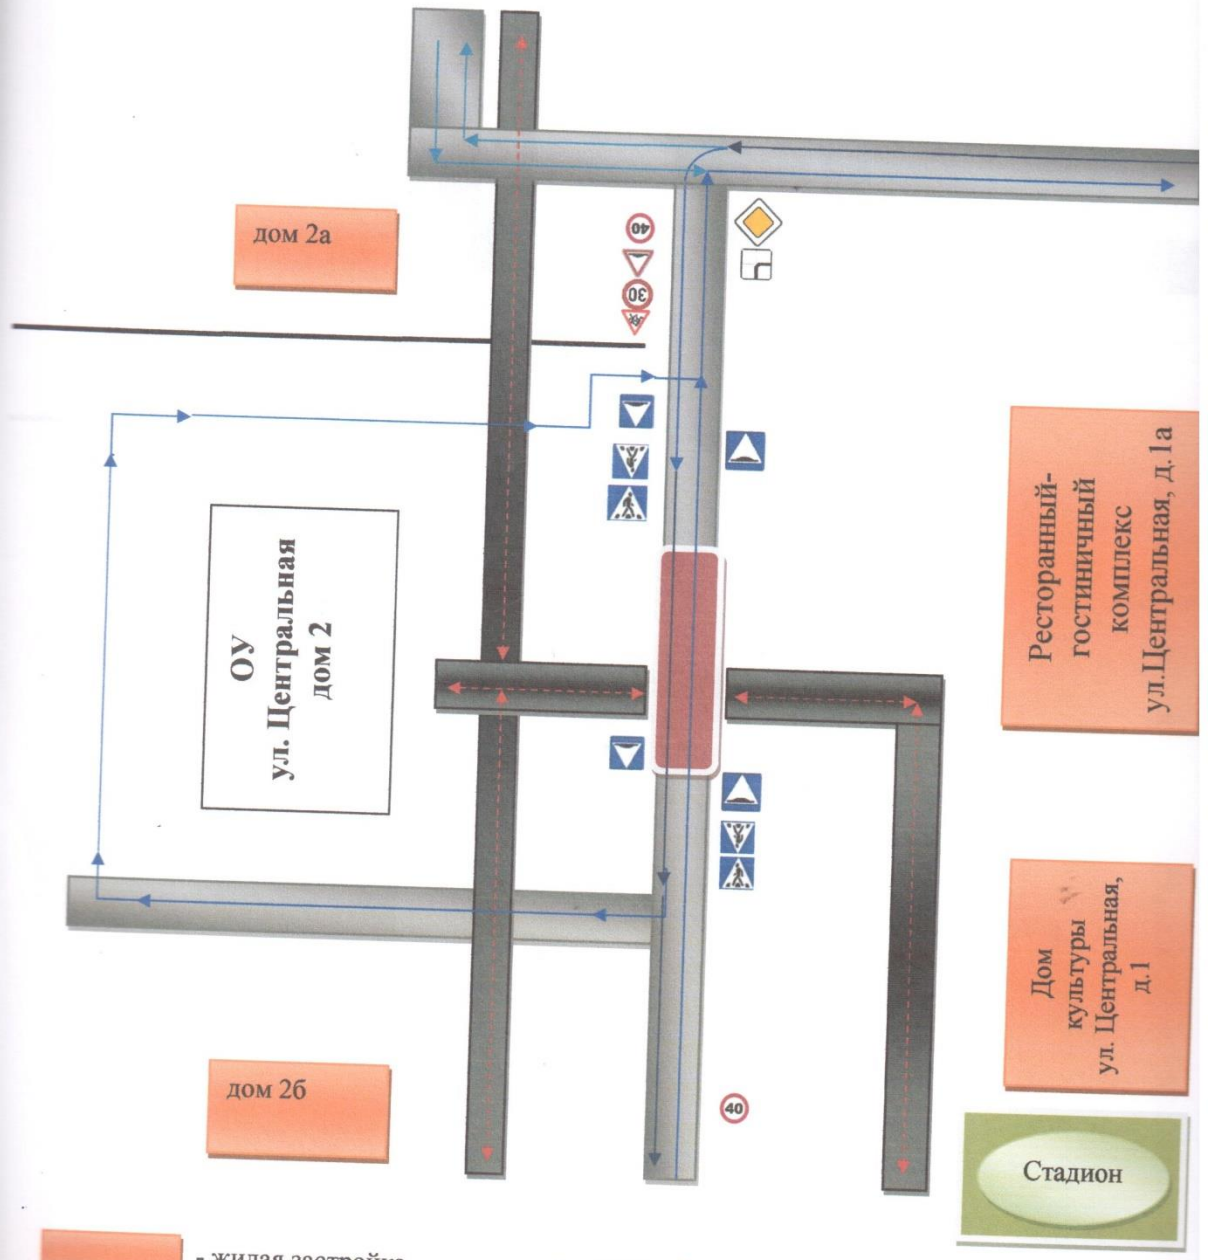 дом 2а
40
30
ОУ
ул. Центральная
дом 2
Ресторанный-
гостиничный
комплекс
ул.Центральная, д.1а
Дом
культуры
ул. Центральная,
д.1
дом 2б
40
Стадион
- жилая застройка